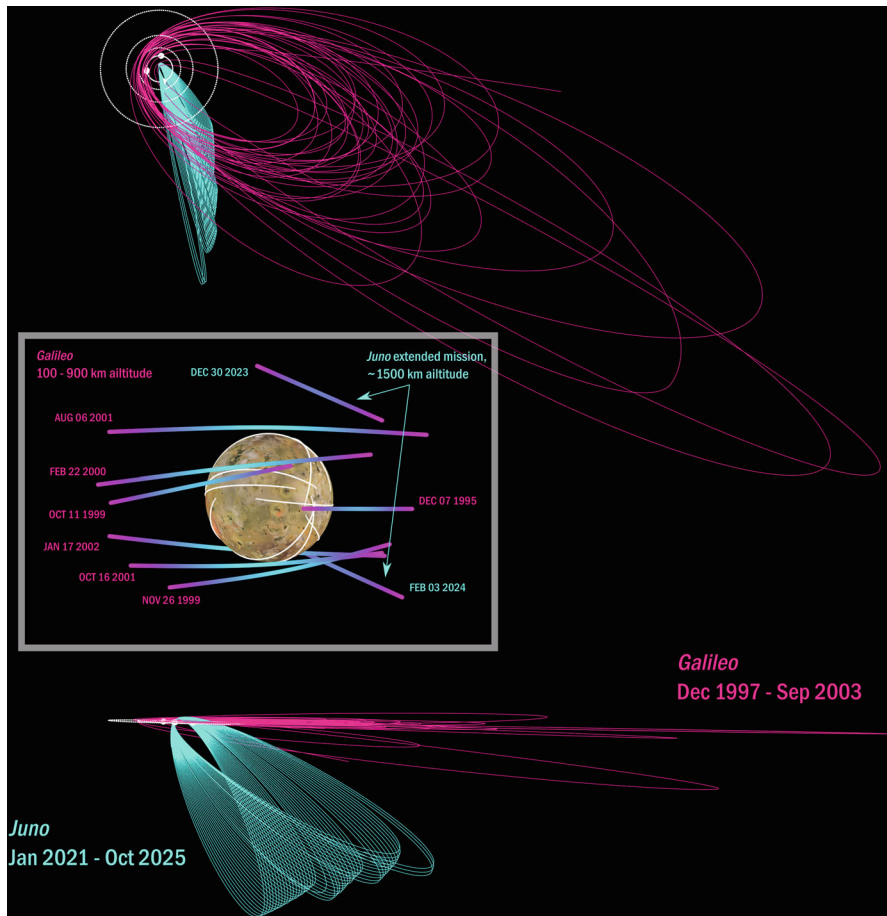 Galileo
100 - 900 km ailtitude
DEC 30 2023
Juno extended mission,
~ 1500 km ailtitude
AUG 06 2001
FEB 22 2000
OCT 11 1999
DEC 07 1995
JAN 17 2002
OCT 16 2001
NOV 26 1999
FEB 03 2024
Galileo
Dec 1997 - Sep 2003
Juno
Jan 2021 - Oct 2025